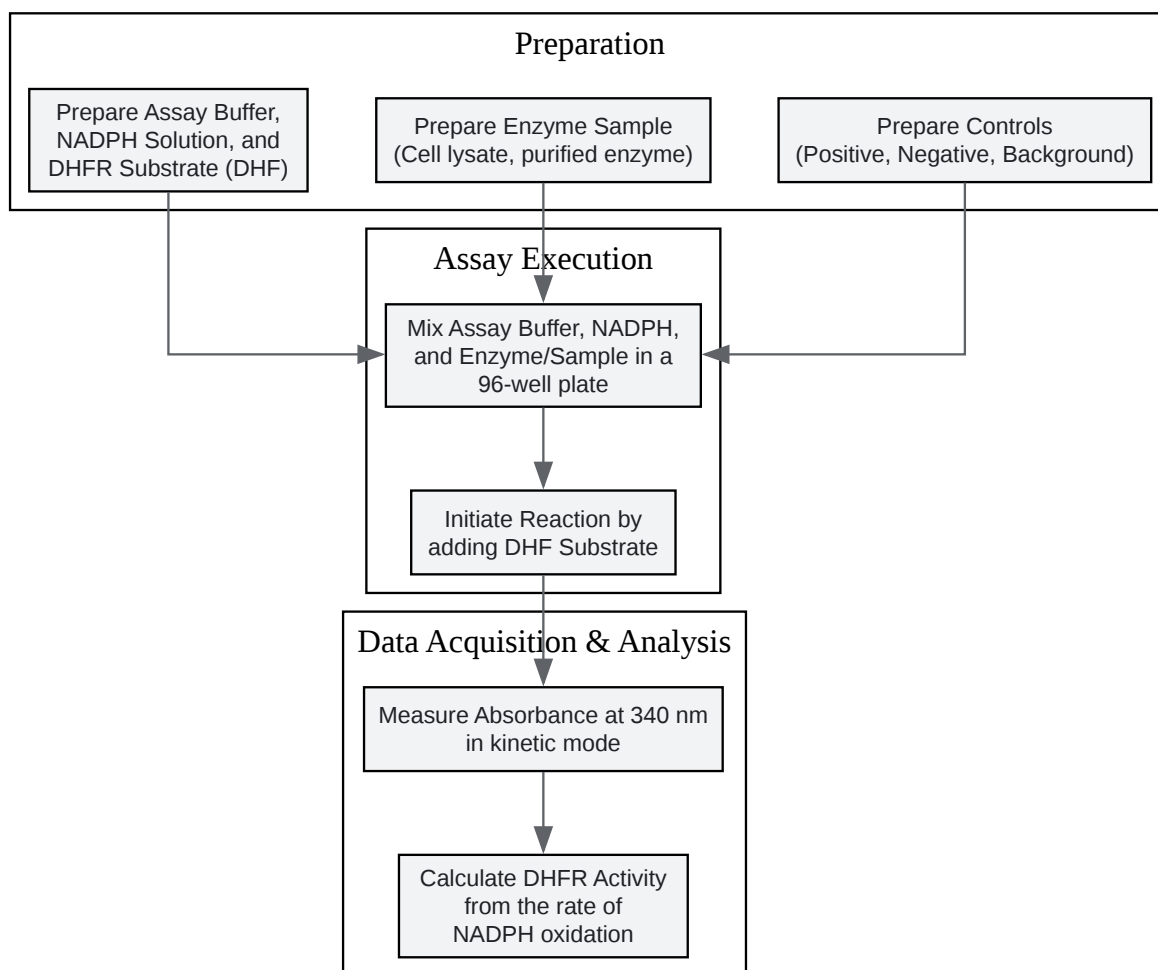 Preparation
Prepare Assay Buffer,
NADPH Solution, and
DHFR Substrate (DHF)
Prepare Enzyme Sample
(Cell lysate, purified enzyme)
Prepare Controls
(Positive, Negative, Background)
Assay Execution
Mix Assay Buffer, NADPH,
and Enzyme/Sample in a
96-well plate
Initiate Reaction by
adding DHF Substrate
Data Acquisition & Analysis
Measure Absorbance at 340 nm
in kinetic mode
Calculate DHFR Activity
from the rate of
NADPH oxidation